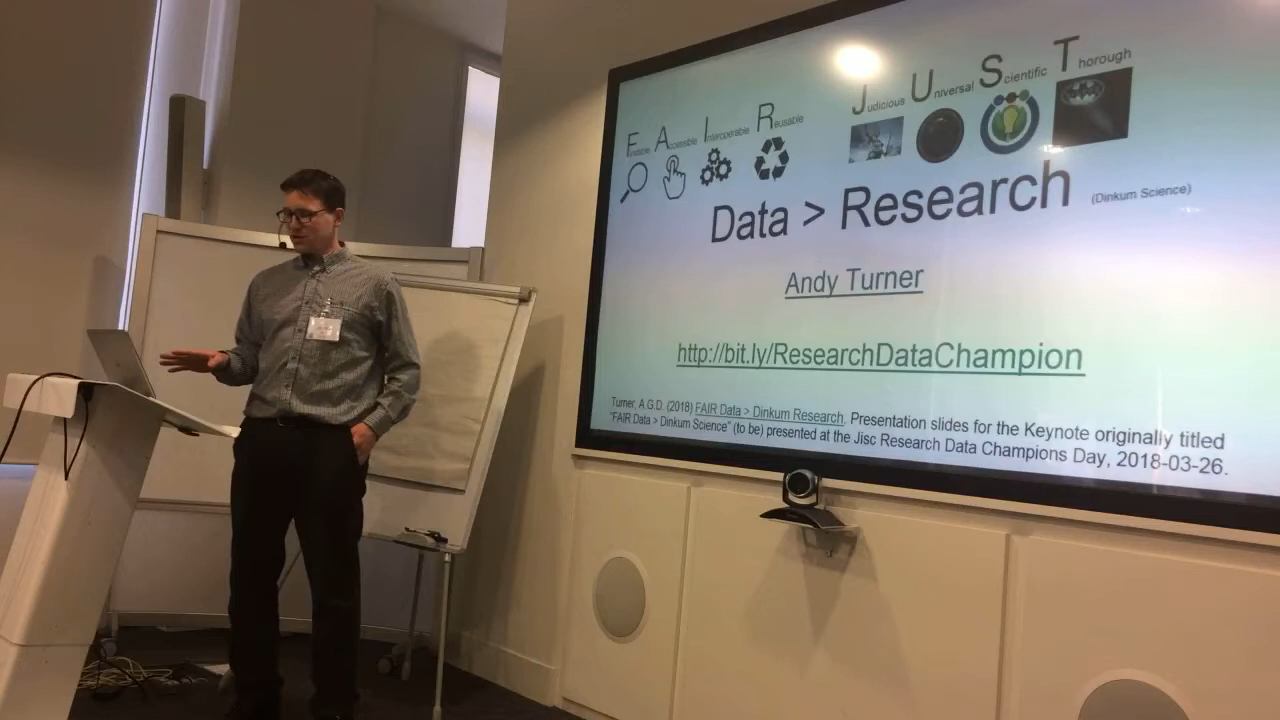 Findable Accessible Interoperable Reusable Judicious Universal Scientific Thorough
Data > Research (Dinkum Science)
Andy Turner
http://bit.ly/ResearchDataChampion
Turner, A.G.D. (2018) FAIR Data > Dinkum Research. Presentation slides for the Keynote originally titled
"FAIR Data > Dinkum Science" (to be) presented at the Jisc Research Data Champions Day, 2018-03-26.